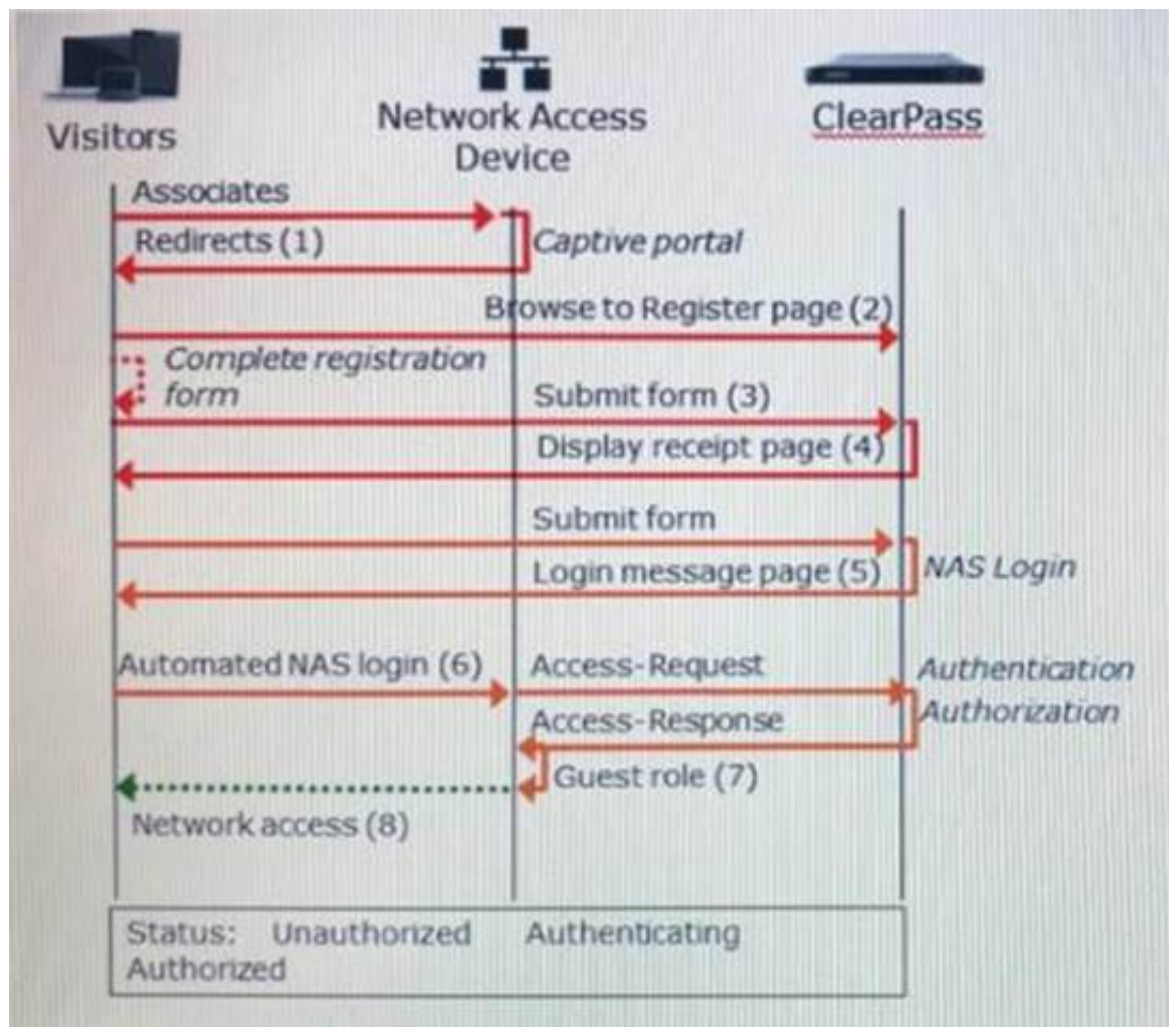 Visitors
Network Access
Device
ClearPass
Associates
Redirects (1)
Captive portal
Browse to Register page (2)
Complete registration
form
Submit form (3)
Display receipt page (4)
Submit form
Login message page (5)
NAS Login
Automated NAS login (6)
Access-Request
Authentication
Access-Response
Authorization
Guest role (7)
Network access (8)
Status: Unauthorized Authenticating
Authorized